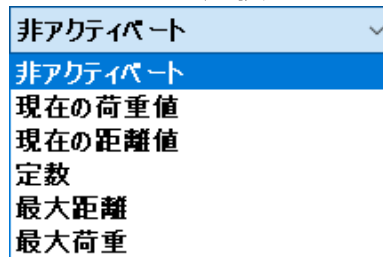 非アクティベート
非アクティベート
現在の荷重値
現在の距離値
定数
最大距離
最大荷重